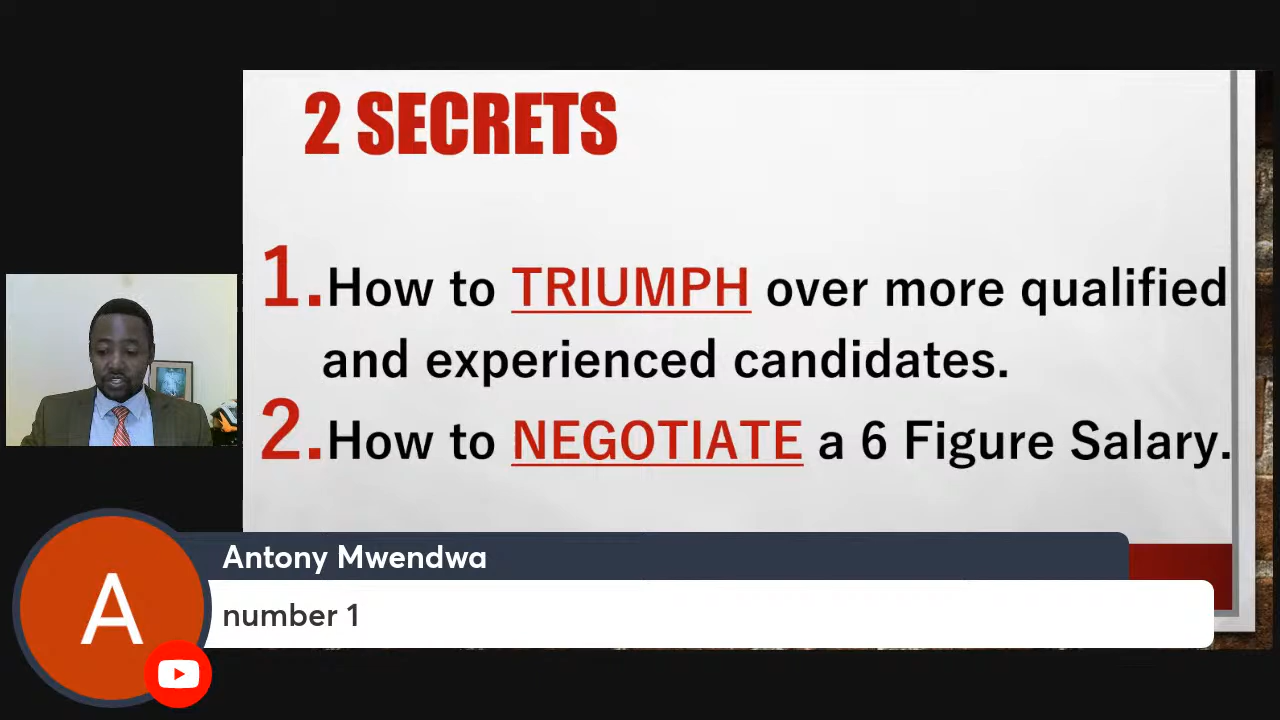 2 SECRETS
1.How to TRIUMPH over more qualified
and experienced candidates.
2.How to NEGOTIATE a 6 Figure Salary.
Antony Mwendwa
A
number 1